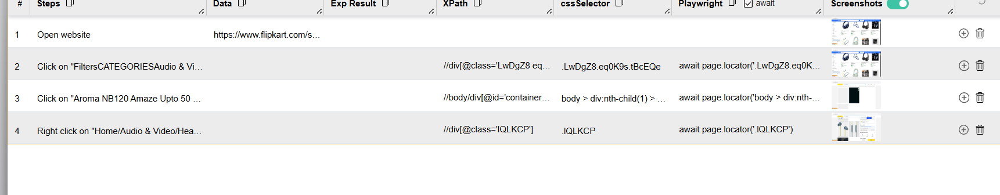 # Steps Data Exp Result XPath cssSelector Playwright await Screenshots
1 Open website https://www.flipkart.com/s...
2 Click on "FiltersCATEGORIESAudio & Vi... //div[@class='LwDgZ8 eq... .LwDgZ8.eq0K9s.tBcEQe await page.locator('.LwDgZ8.eq0K...
3 Click on "Aroma NB120 Amaze Upto 50 ... //body/div[@id='container... body > div:nth-child(1) > ... await page.locator('body > div:nth-...
4 Right click on "Home/Audio & Video/Hea... //div[@class='lQLKCP'] .lQLKCP await page.locator('.lQLKCP')